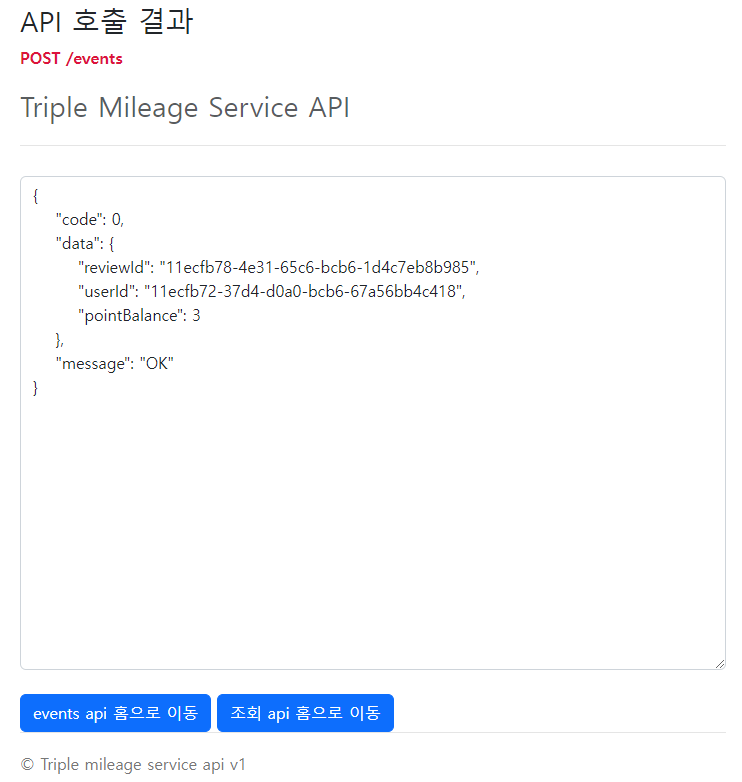 API 호출 결과
POST /events
Triple Mileage Service API
{
"code": 0,
"data": {
"reviewId": "11ecfb78-4e31-65c6-bcb6-1d4c7eb8b985",
"userId": "11ecfb72-37d4-d0a0-bcb6-67a56bb4c418",
"pointBalance": 3
},
"message": "OK"
}
events api 홈으로 이동 조회 api 홈으로 이동
© Triple mileage service api v1